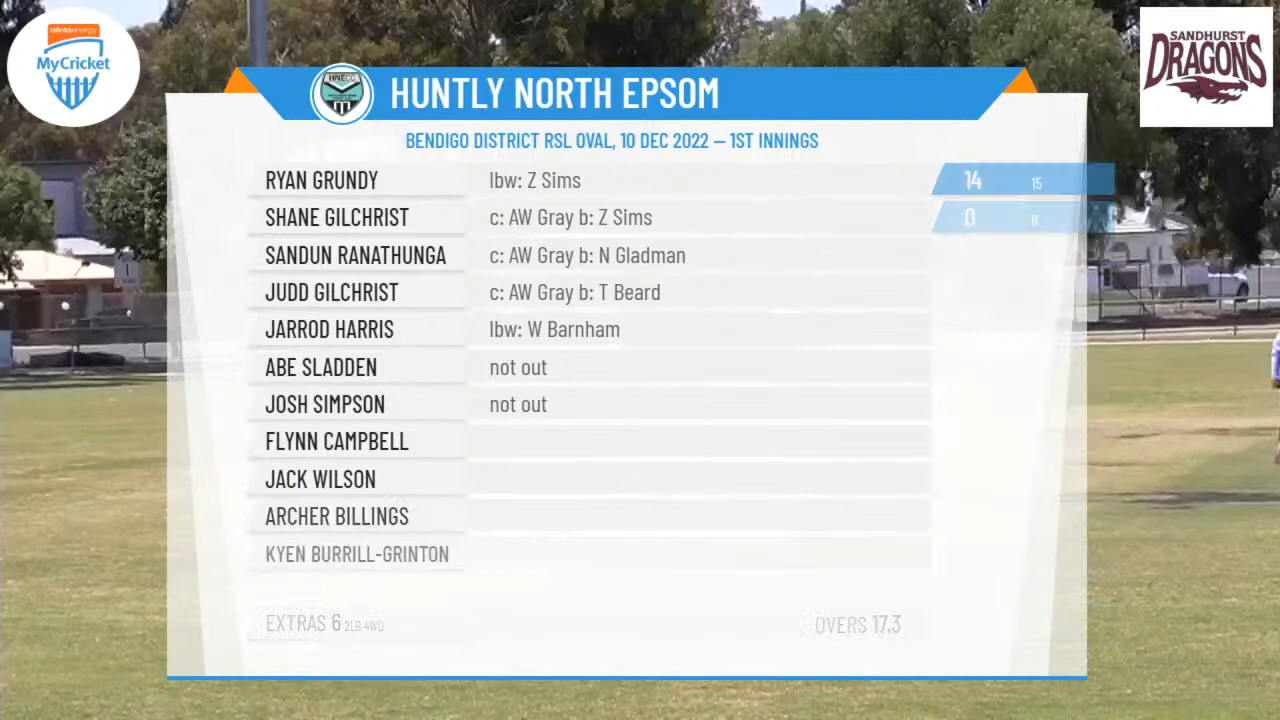 alintaenergy
MyCricket
SANDHURST
DRAGONS
HNECC
HUNTLY NORTH EPSOM
BENDIGO DISTRICT RSL OVAL, 10 DEC 2022 – 1ST INNINGS
RYAN GRUNDY lbw: Z Sims 14 15
SHANE GILCHRIST c: AW Gray b: Z Sims 0 8
SANDUN RANATHUNGA c: AW Gray b: N Gladman
JUDD GILCHRIST c: AW Gray b: T Beard
JARROD HARRIS lbw: W Barnham
ABE SLADDEN not out
JOSH SIMPSON not out
FLYNN CAMPBELL
JACK WILSON
ARCHER BILLINGS
KYEN BURRILL-GRINTON
EXTRAS 6 2LB 4WD OVERS 17.3